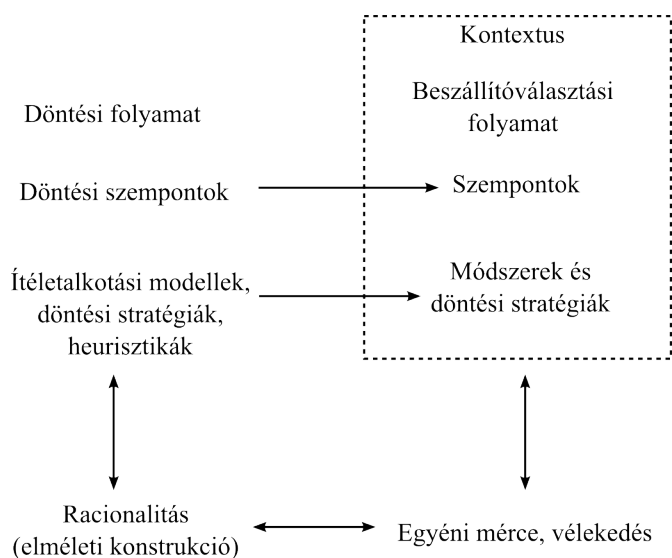 Kontextus
Döntési folyamat
Beszállítóválasztási
folyamat
Döntési szempontok
Szempontok
Ítéletalkotási modellek,
döntési stratégiák,
heurisztikák
Módszerek és
döntési stratégiák
Racionalitás
(elméleti konstrukció)
Egyéni mérce, vélekedés